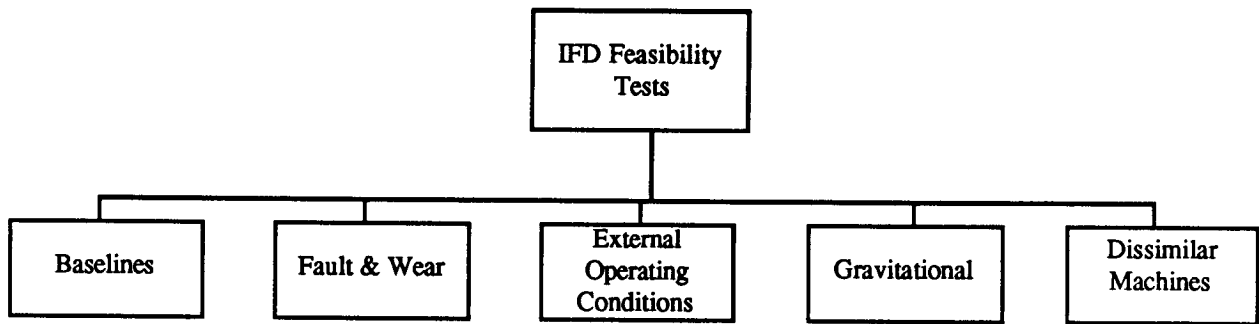 IFD Feasibility
Tests
Baselines
Fault & Wear
External
Operating
Conditions
Gravitational
Dissimilar
Machines